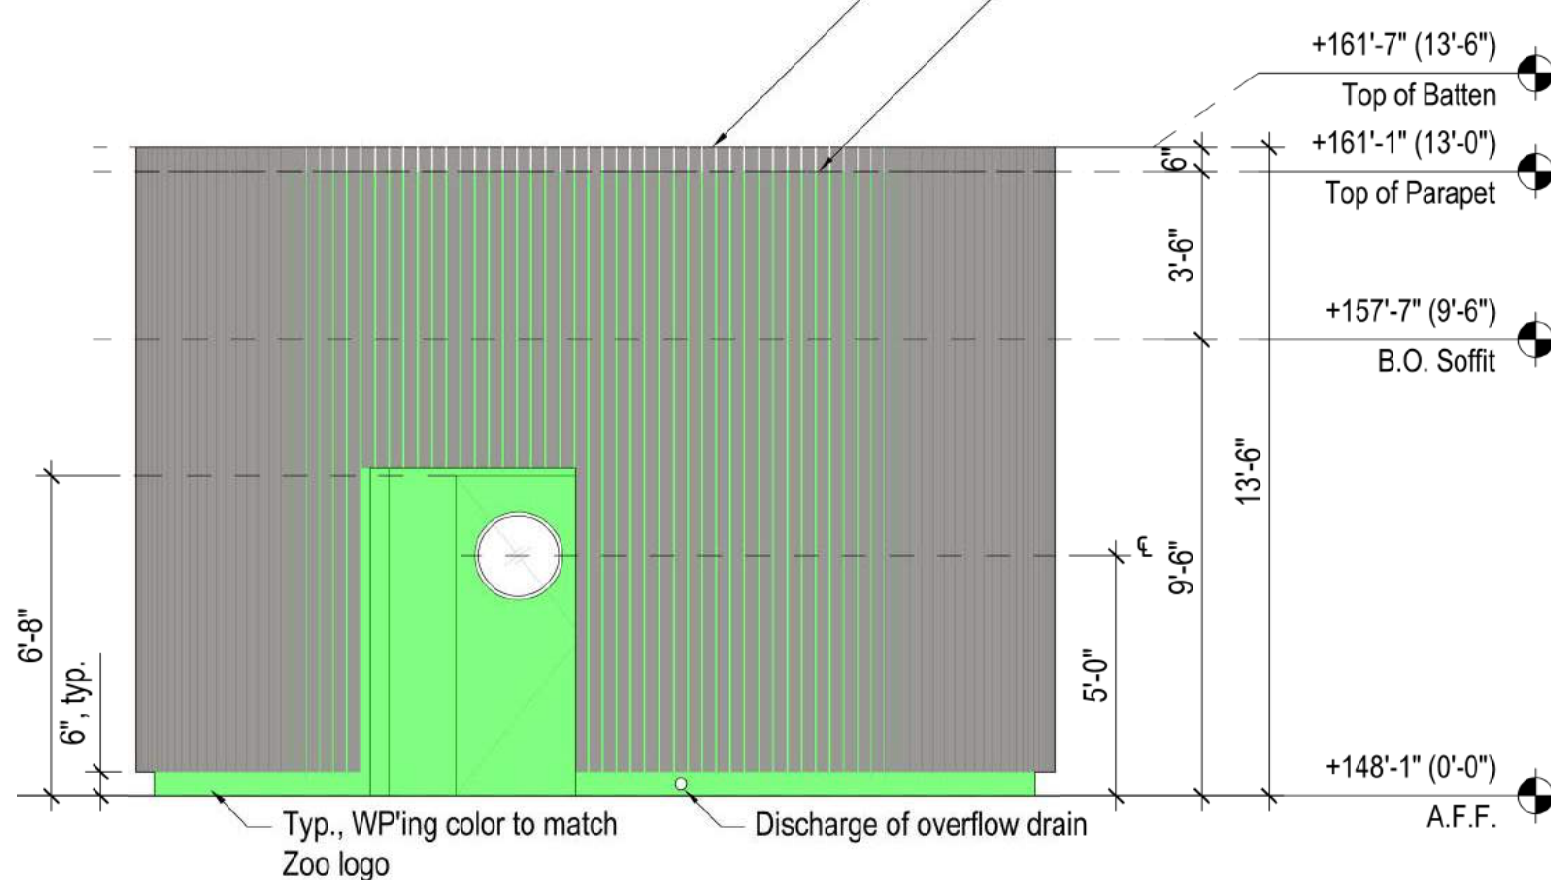 +161'-7" (13'-6")
Top of Batten
+161'-1" (13'-0")
6"
Top of Parapet
3'-6"
+157'-7" (9'-6")
B.O. Soffit
13'-6"
℄
9'-6"
6'-8"
5'-0"
6", typ.
+148'-1" (0'-0")
A.F.F.
Typ., WP'ing color to match
Zoo logo
Discharge of overflow drain